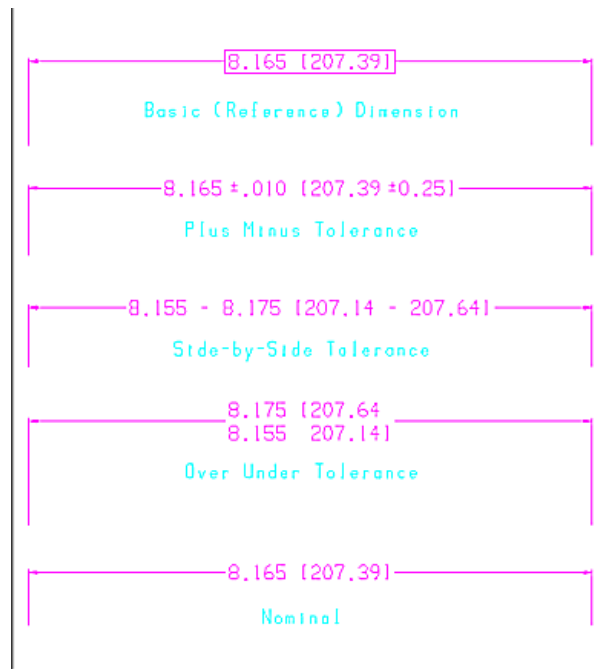 8.165 [207.39]
Basic (Reference) Dimension
8.165 ±.010 [207.39 ±0.25]
Plus Minus Tolerance
8.155 - 8.175 [207.14 - 207.64]
Side-by-Side Tolerance
8.175 [207.64
8.155 207.14]
Over Under Tolerance
8.165 [207.39]
Nominal